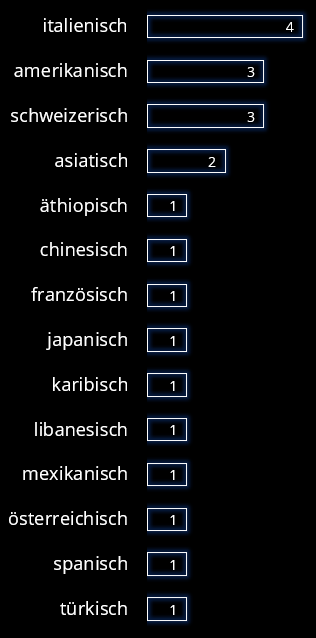 italienisch 4
amerikanisch 3
schweizerisch 3
asiatisch 2
äthiopisch 1
chinesisch 1
französisch 1
japanisch 1
karibisch 1
libanesisch 1
mexikanisch 1
österreichisch 1
spanisch 1
türkisch 1